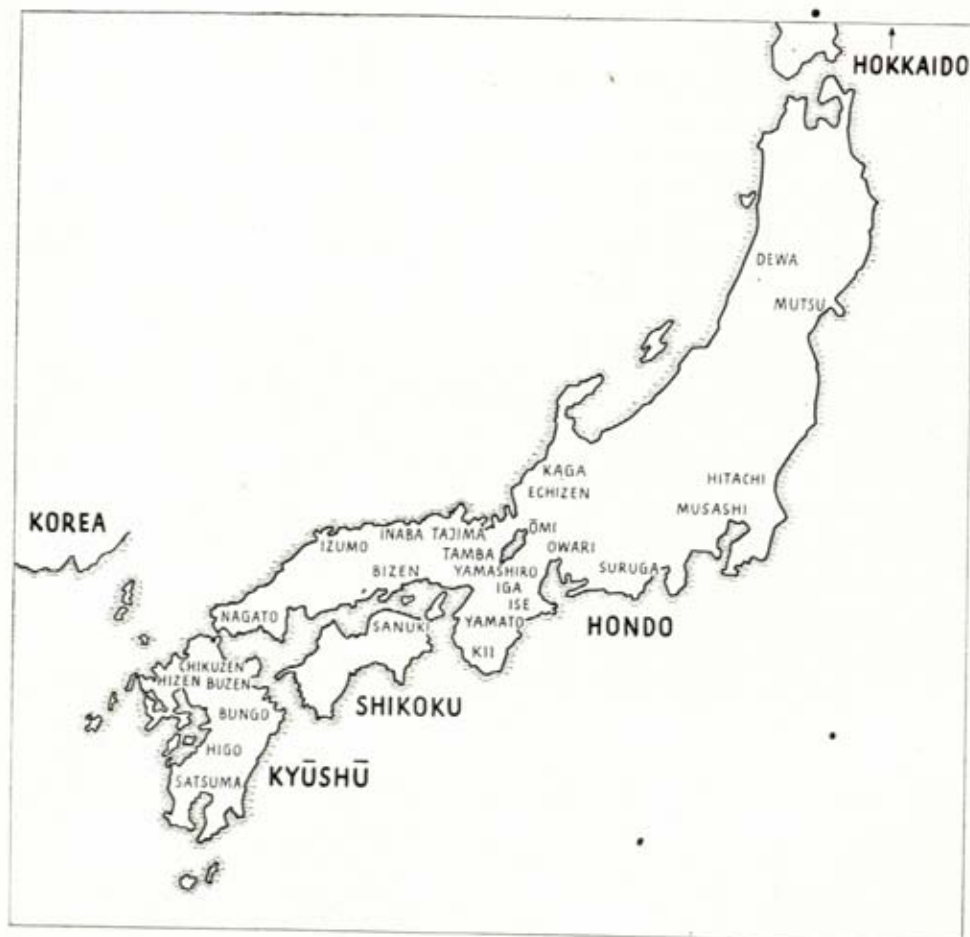 HOKKAIDO
DEWA
MUTSU
KAGA
ECHIZEN
HITACHI
MUSASHI
KOREA
ŌMI
INABA
TAJIMA
IZUMO
OWARI
TAMBA
BIZEN
YAMASHIRO
SURUGA
IGA
ISE
NAGATO
SANUKI
YAMATO
HONDO
KII
CHIKUZEN
HIZEN
BUZEN
SHIKOKU
BUNGO
HIGO
KYŪSHŪ
SATSUMA